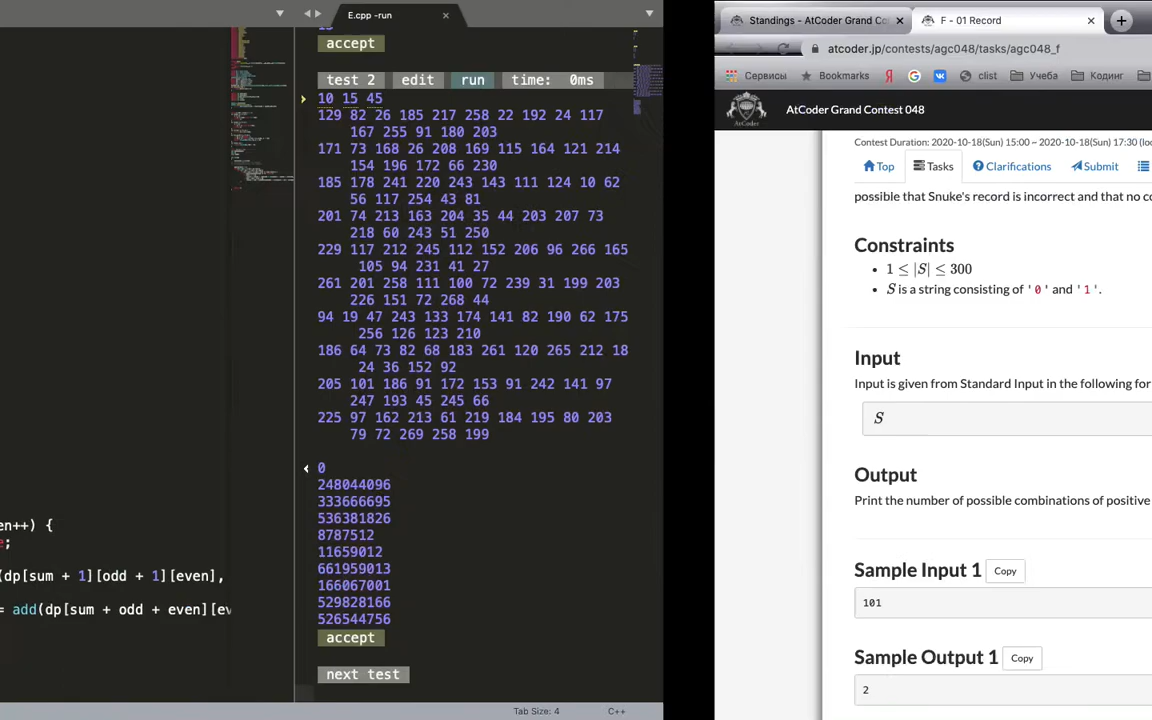 E.cpp -run ×
accept
test 2 edit run time: 0ms
10 15 45
129 82 26 185 217 258 22 192 24 117
167 255 91 180 203
171 73 168 26 208 169 115 164 121 214
154 196 172 66 230
185 178 241 220 243 143 111 124 10 62
56 117 254 43 81
201 74 213 163 204 35 44 203 207 73
218 60 243 51 250
229 117 212 245 112 152 206 96 266 165
105 94 231 41 27
261 201 258 111 100 72 239 31 199 203
226 151 72 268 44
94 19 47 243 133 174 141 82 190 62 175
256 126 123 210
186 64 73 82 68 183 261 120 265 212 18
24 36 152 92
205 101 186 91 172 153 91 242 141 97
247 193 45 245 66
225 97 162 213 61 219 184 195 80 203
79 72 269 258 199
0
248044096
333666695
536381826
8787512
11659012
661959013
166067001
529828166
526544756
accept
next test
en++) {
e;
(dp[sum + 1][odd + 1][even],
= add(dp[sum + odd + even][ev
Tab Size: 4 C++
Standings - AtCoder Grand Co × F - 01 Record × +
atcoder.jp/contests/agc048/tasks/agc048_f
Сервисы Bookmarks Я G clist Учеба Кодинг
AtCoder Grand Contest 048
Contest Duration: 2020-10-18(Sun) 15:00 ~ 2020-10-18(Sun) 17:30 (loc
Top Tasks Clarifications Submit
possible that Snuke's record is incorrect and that no co
Constraints
1 ≤ |S| ≤ 300
S is a string consisting of '0' and '1'.
Input
Input is given from Standard Input in the following for
S
Output
Print the number of possible combinations of positive
Sample Input 1 Copy
101
Sample Output 1 Copy
2